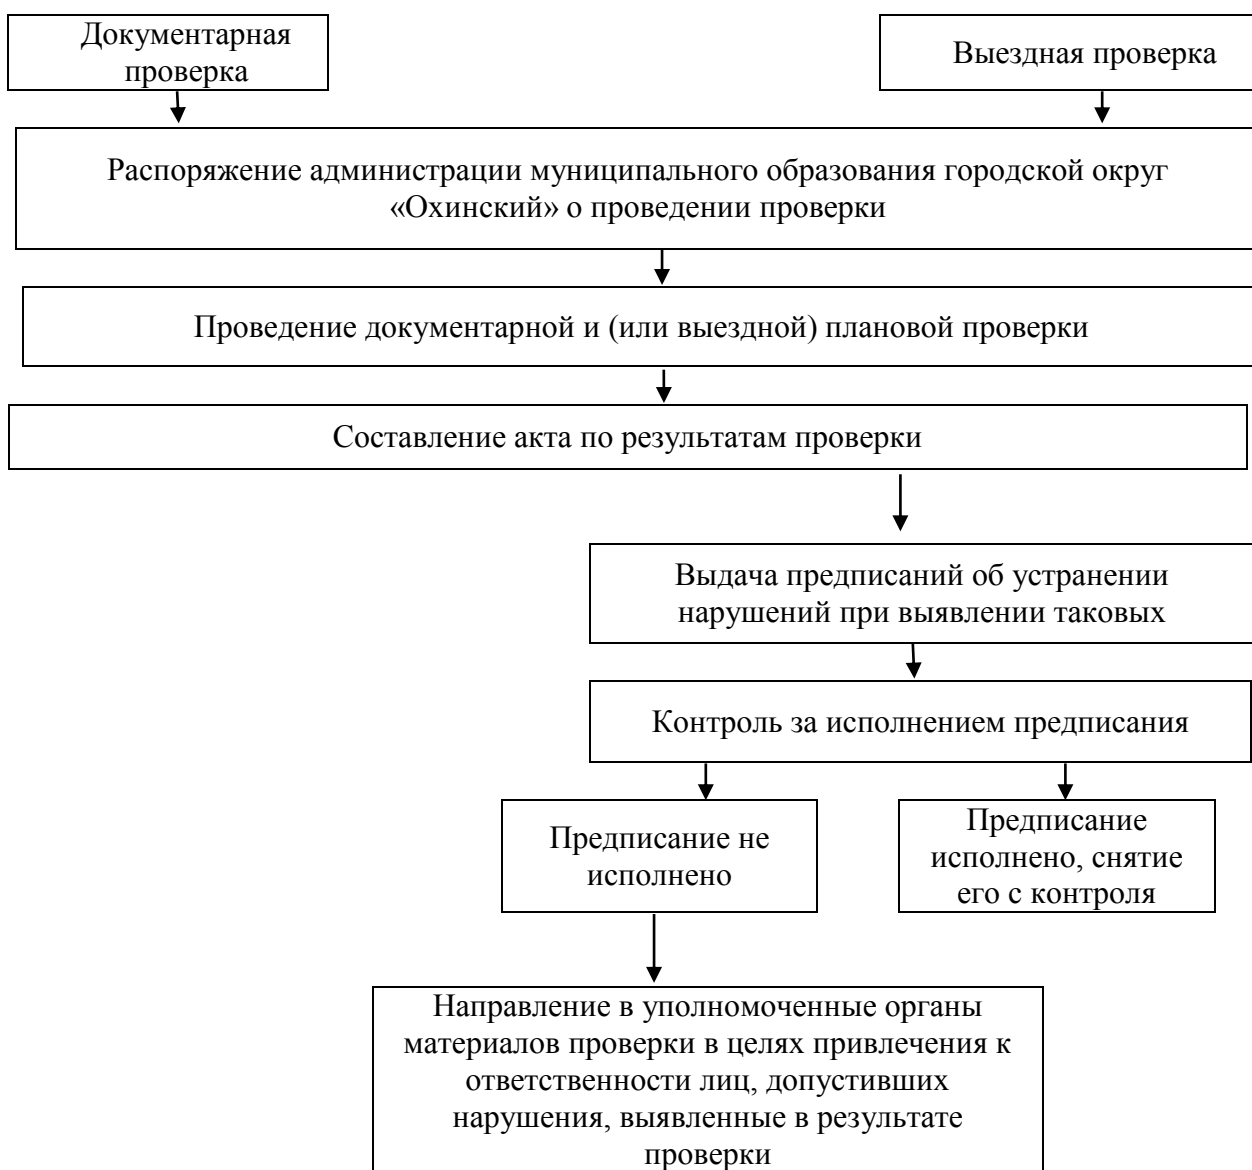 Документарная
проверка
Выездная проверка
Распоряжение администрации муниципального образования городской округ
«Охинский» о проведении проверки
Проведение документарной и (или выездной) плановой проверки
Составление акта по результатам проверки
Выдача предписаний об устранении
нарушений при выявлении таковых
Контроль за исполнением предписания
Предписание не
исполнено
Предписание
исполнено, снятие
его с контроля
Направление в уполномоченные органы
материалов проверки в целях привлечения к
ответственности лиц, допустивших
нарушения, выявленные в результате
проверки